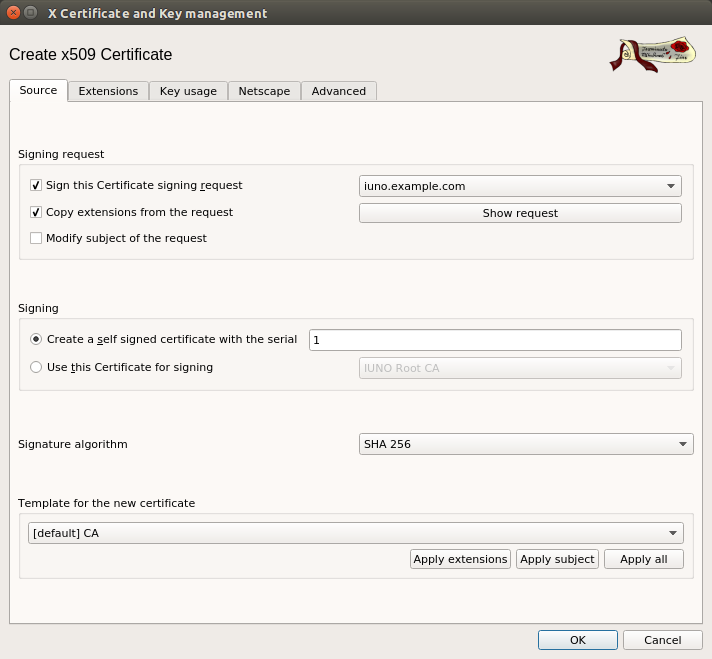 X Certificate and Key management
Create x509 Certificate
Source Extensions Key usage Netscape Advanced
Signing request
Sign this Certificate signing request iuno.example.com
Copy extensions from the request Show request
Modify subject of the request
Signing
Create a self signed certificate with the serial 1
Use this Certificate for signing IUNO Root CA
Signature algorithm SHA 256
Template for the new certificate
[default] CA
Apply extensions Apply subject Apply all
OK Cancel